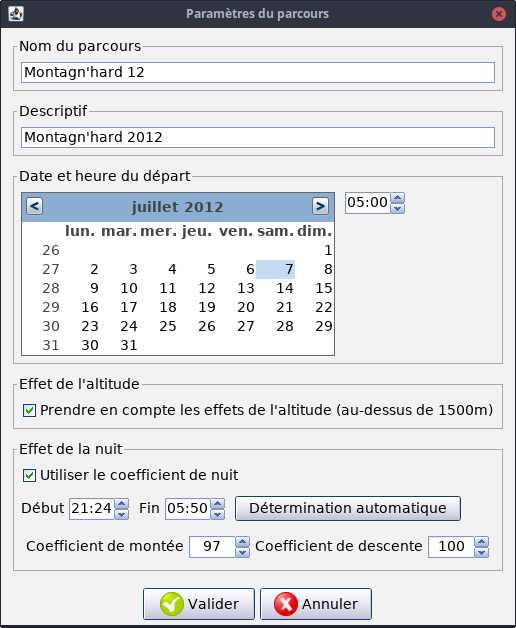 Paramètres du parcours
Nom du parcours
Montagn'hard 12
Descriptif
Montagn'hard 2012
Date et heure du départ
< juillet 2012 > 05:00
lun. mar. mer. jeu. ven. sam. dim.
26 1
27 2 3 4 5 6 7 8
28 9 10 11 12 13 14 15
29 16 17 18 19 20 21 22
30 23 24 25 26 27 28 29
31 30 31
Effet de l'altitude
Prendre en compte les effets de l'altitude (au-dessus de 1500m)
Effet de la nuit
Utiliser le coefficient de nuit
Début 21:24 Fin 05:50 Détermination automatique
Coefficient de montée 97 Coefficient de descente 100
Valider Annuler